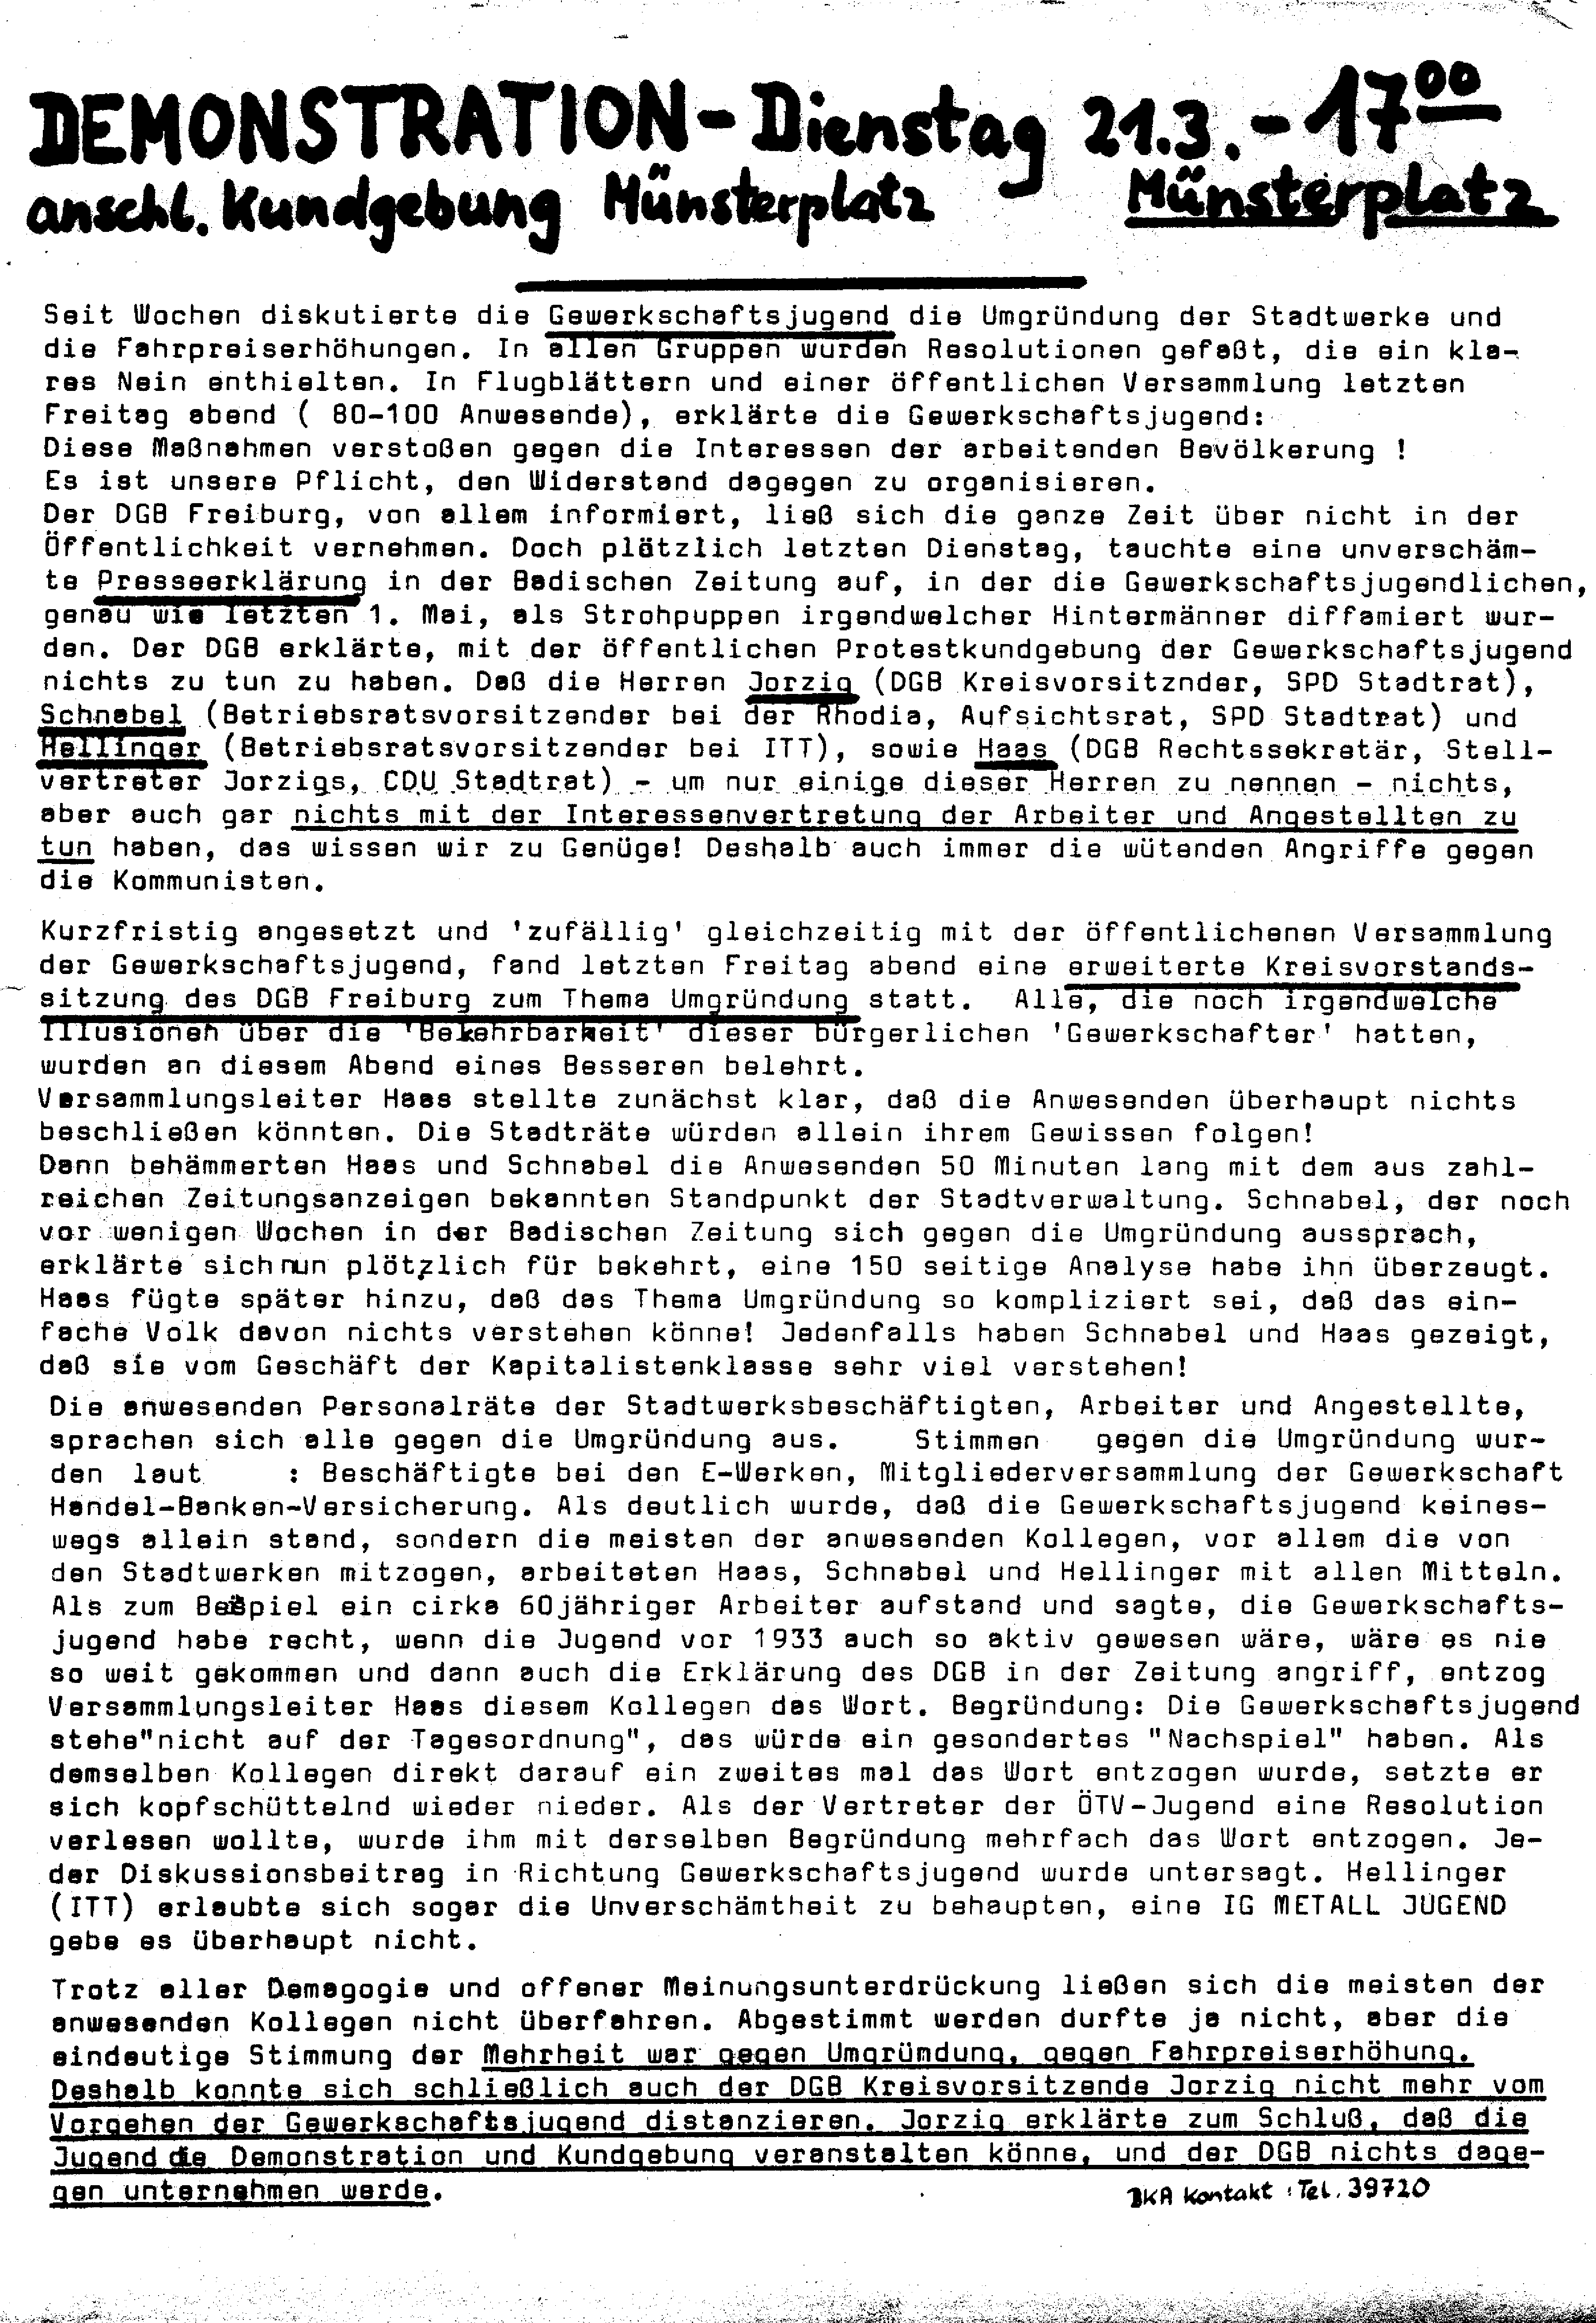 DEMONSTRATION - Dienstag 21.3. - 17 00
anschl. Kundgebung Münsterplatz Münsterplatz
Seit Wochen diskutierte die Gewerkschaftsjugend die Umgründung der Stadtwerke und
die Fahrpreiserhöhungen. In allen Gruppen wurden Resolutionen gefaßt, die ein kla-
res Nein enthielten. In Flugblättern und einer öffentlichen Versammlung letzten
Freitag abend ( 80-100 Anwesende), erklärte die Gewerkschaftsjugend:
Diese Maßnahmen verstoßen gegen die Interessen der arbeitenden Bevölkerung !
Es ist unsere Pflicht, den Widerstand dagegen zu organisieren.
Der DGB Freiburg, von allem informiert, ließ sich die ganze Zeit über nicht in der
Öffentlichkeit vernehmen. Doch plötzlich letzten Dienstag, tauchte eine unverschäm-
te Presseerklärung in der Badischen Zeitung auf, in der die Gewerkschaftsjugendlichen,
genau wie letzten 1. Mai, als Strohpuppen irgendwelcher Hintermänner diffamiert wur-
den. Der DGB erklärte, mit der öffentlichen Protestkundgebung der Gewerkschaftsjugend
nichts zu tun zu haben. Daß die Herren Jorzig (DGB Kreisvorsitznder, SPD Stadtrat),
Schnabel (Betriebsratsvorsitzender bei der Rhodia, Aufsichtsrat, SPD Stadtrat) und
Hellinger (Betriebsratsvorsitzender bei ITT), sowie Haas (DGB Rechtssekretär, Stell-
vertreter Jorzigs, CDU Stadtrat) - um nur einige dieser Herren zu nennen - nichts,
aber auch gar nichts mit der Interessenvertretung der Arbeiter und Angestellten zu
tun haben, das wissen wir zu Genüge! Deshalb auch immer die wütenden Angriffe gegen
die Kommunisten.
Kurzfristig angesetzt und 'zufällig' gleichzeitig mit der öffentlichenen Versammlung
der Gewerkschaftsjugend, fand letzten Freitag abend eine erweiterte Kreisvorstands-
sitzung des DGB Freiburg zum Thema Umgründung statt. Alle, die noch irgendwelche
Illusionen über die 'Bekehrbarkeit' dieser bürgerlichen 'Gewerkschafter' hatten,
wurden an diesem Abend eines Besseren belehrt.
Versammlungsleiter Haas stellte zunächst klar, daß die Anwesenden überhaupt nichts
beschließen könnten. Die Stadträte würden allein ihrem Gewissen folgen!
Dann behämmerten Haas und Schnabel die Anwesenden 50 Minuten lang mit dem aus zahl-
reichen Zeitungsanzeigen bekannten Standpunkt der Stadtverwaltung. Schnabel, der noch
vor wenigen Wochen in der Badischen Zeitung sich gegen die Umgründung aussprach,
erklärte sich nun plötzlich für bekehrt, eine 150 seitige Analyse habe ihn überzeugt.
Haas fügte später hinzu, daß das Thema Umgründung so kompliziert sei, daß das ein-
fache Volk davon nichts verstehen könne! Jedenfalls haben Schnabel und Haas gezeigt,
daß sie vom Geschäft der Kapitalistenklasse sehr viel verstehen!
Die anwesenden Personalräte der Stadtwerksbeschäftigten, Arbeiter und Angestellte,
sprachen sich alle gegen die Umgründung aus. Stimmen gegen die Umgründung wur-
den laut : Beschäftigte bei den E-Werken, Mitgliederversammlung der Gewerkschaft
Handel-Banken-Versicherung. Als deutlich wurde, daß die Gewerkschaftsjugend keines-
wegs allein stand, sondern die meisten der anwesenden Kollegen, vor allem die von
den Stadtwerken mitzogen, arbeiteten Haas, Schnabel und Hellinger mit allen Mitteln.
Als zum Beispiel ein cirka 60jähriger Arbeiter aufstand und sagte, die Gewerkschafts-
jugend habe recht, wenn die Jugend vor 1933 auch so aktiv gewesen wäre, wäre es nie
so weit gekommen und dann auch die Erklärung des DGB in der Zeitung angriff, entzog
Versammlungsleiter Haas diesem Kollegen das Wort. Begründung: Die Gewerkschaftsjugend
stehe"nicht auf der Tagesordnung", das würde ein gesondertes "Nachspiel" haben. Als
demselben Kollegen direkt darauf ein zweites mal das Wort entzogen wurde, setzte er
sich kopfschüttelnd wieder nieder. Als der Vertreter der ÖTV-Jugend eine Resolution
verlesen wollte, wurde ihm mit derselben Begründung mehrfach das Wort entzogen. Je-
der Diskussionsbeitrag in Richtung Gewerkschaftsjugend wurde untersagt. Hellinger
(ITT) erlaubte sich sogar die Unverschämtheit zu behaupten, eine IG METALL JUGEND
gebe es überhaupt nicht.
Trotz aller Demagogie und offener Meinungsunterdrückung ließen sich die meisten der
anwesenden Kollegen nicht überfahren. Abgestimmt werden durfte ja nicht, aber die
eindeutige Stimmung der Mehrheit war gegen Umgründung, gegen Fahrpreiserhöhung.
Deshalb konnte sich schließlich auch der DGB Kreisvorsitzende Jorzig nicht mehr vom
Vorgehen der Gewerkschaftsjugend distanzieren. Jorzig erklärte zum Schluß, daß die
Jugend die Demonstration und Kundgebung veranstalten könne, und der DGB nichts dage-
gen unternehmen werde.
IKA Kontakt : Tel. 39720